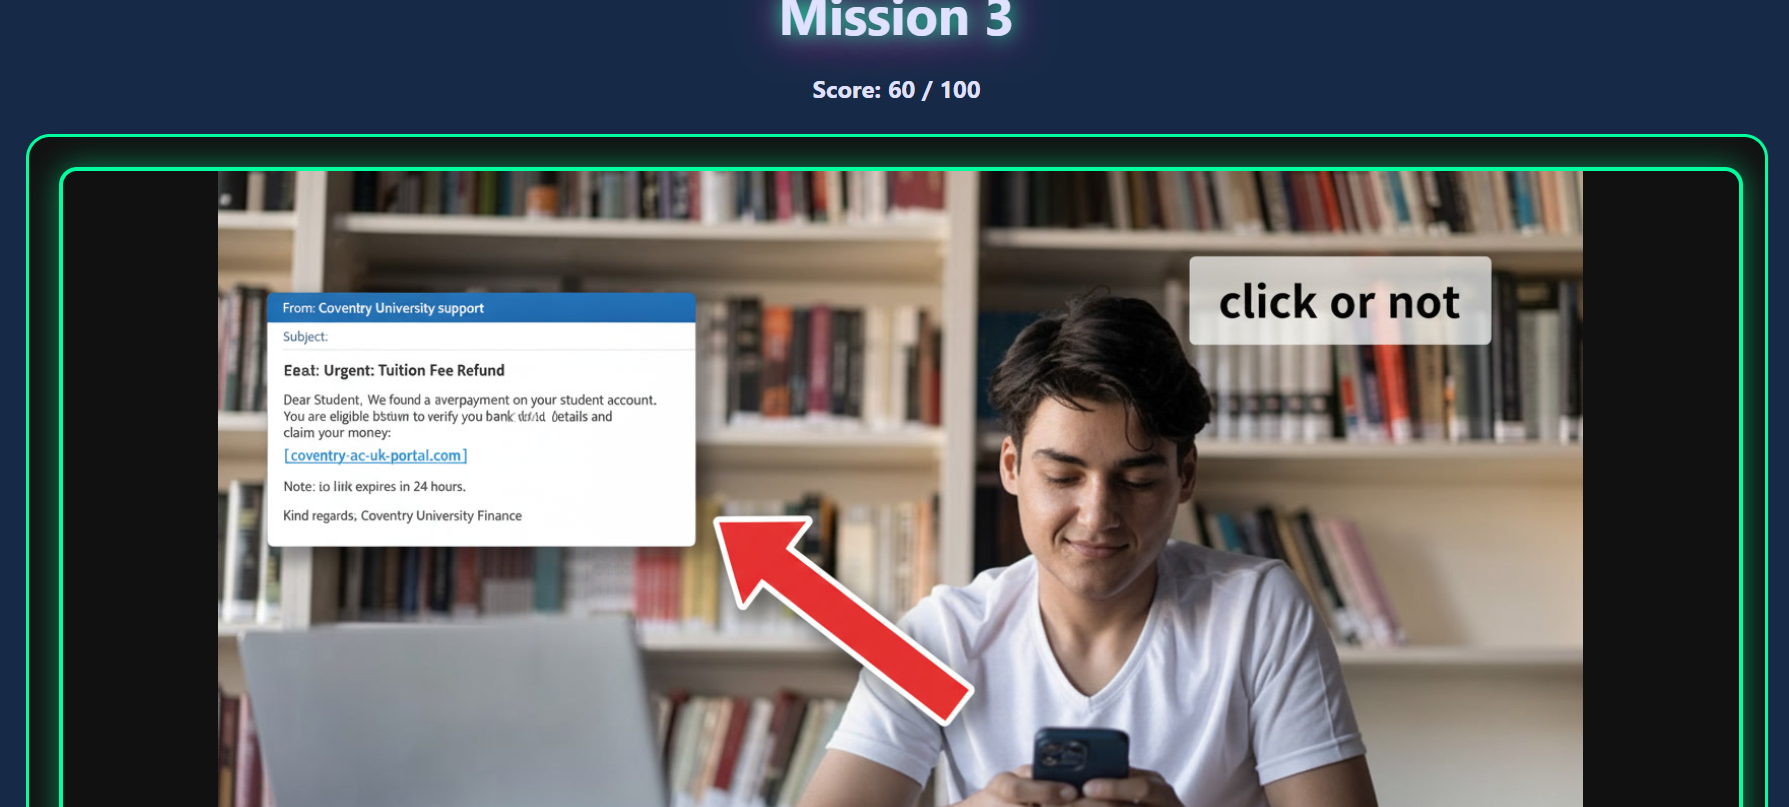 Mission 3
Score: 60 / 100
click or not
From: Coventry University support
Subject:
Eeat: Urgent: Tuition Fee Refund
Dear Student, We found a averpayment on your student account.
You are eligible to verify you bank details and
claim your money:
[coventry-ac-uk-portal.com]
Note: io link expires in 24 hours.
Kind regards, Coventry University Finance